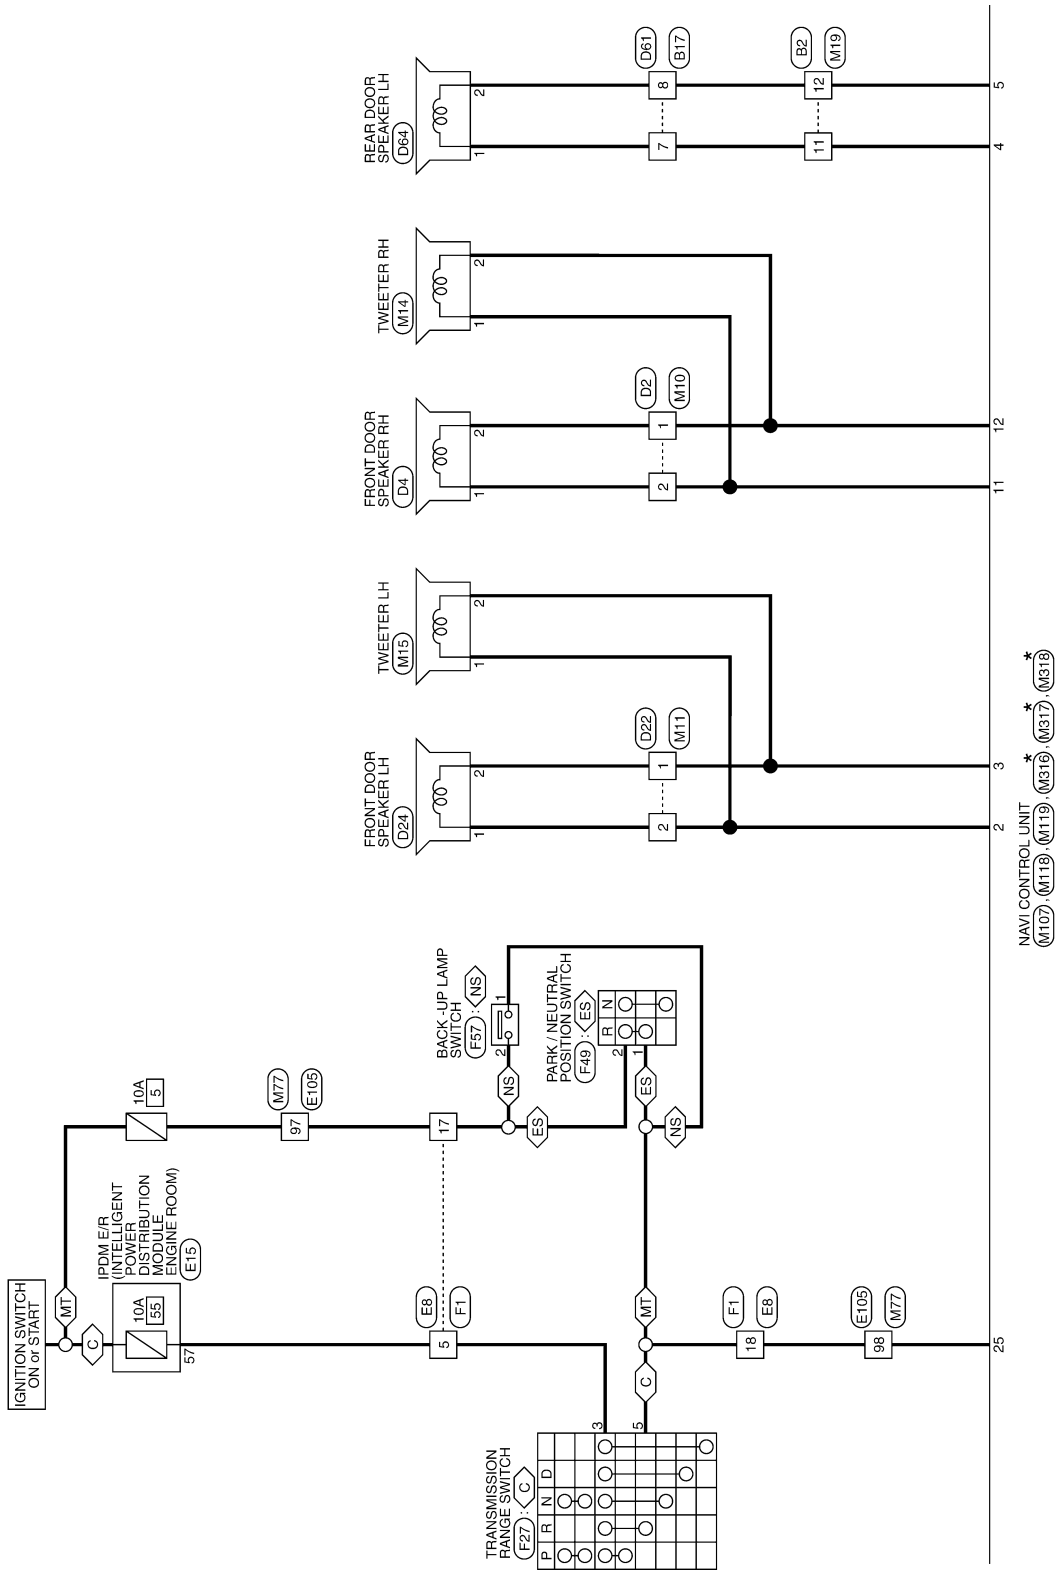 IGNITION SWITCH
ON or START
MT
C
IPDM E/R
(INTELLIGENT
POWER
DISTRIBUTION
MODULE
ENGINE ROOM)
E15
10A
55
57
10A
5
M77
E105
97
E8
F1
5
17
BACK -UP LAMP
SWITCH
F57 : NS
2
1
NS
ES
PARK / NEUTRAL
POSITION SWITCH
F49 : ES
R N
2
1
ES
NS
TRANSMISSION
RANGE SWITCH
F27 : C
P R N D
3
5
C
MT
F1
E8
18
E105
M77
98
25
FRONT DOOR
SPEAKER LH
D24
1
2
D22
M11
2
1
2
3
TWEETER LH
M15
1
2
FRONT DOOR
SPEAKER RH
D4
1
2
D2
M10
2
1
11
12
TWEETER RH
M14
1
2
REAR DOOR
SPEAKER LH
D64
1
2
D61
B17
7
8
B2
M19
11
12
4
5
NAVI CONTROL UNIT
M107 , M118 , M119 , M316 * , M317 * , M318 *